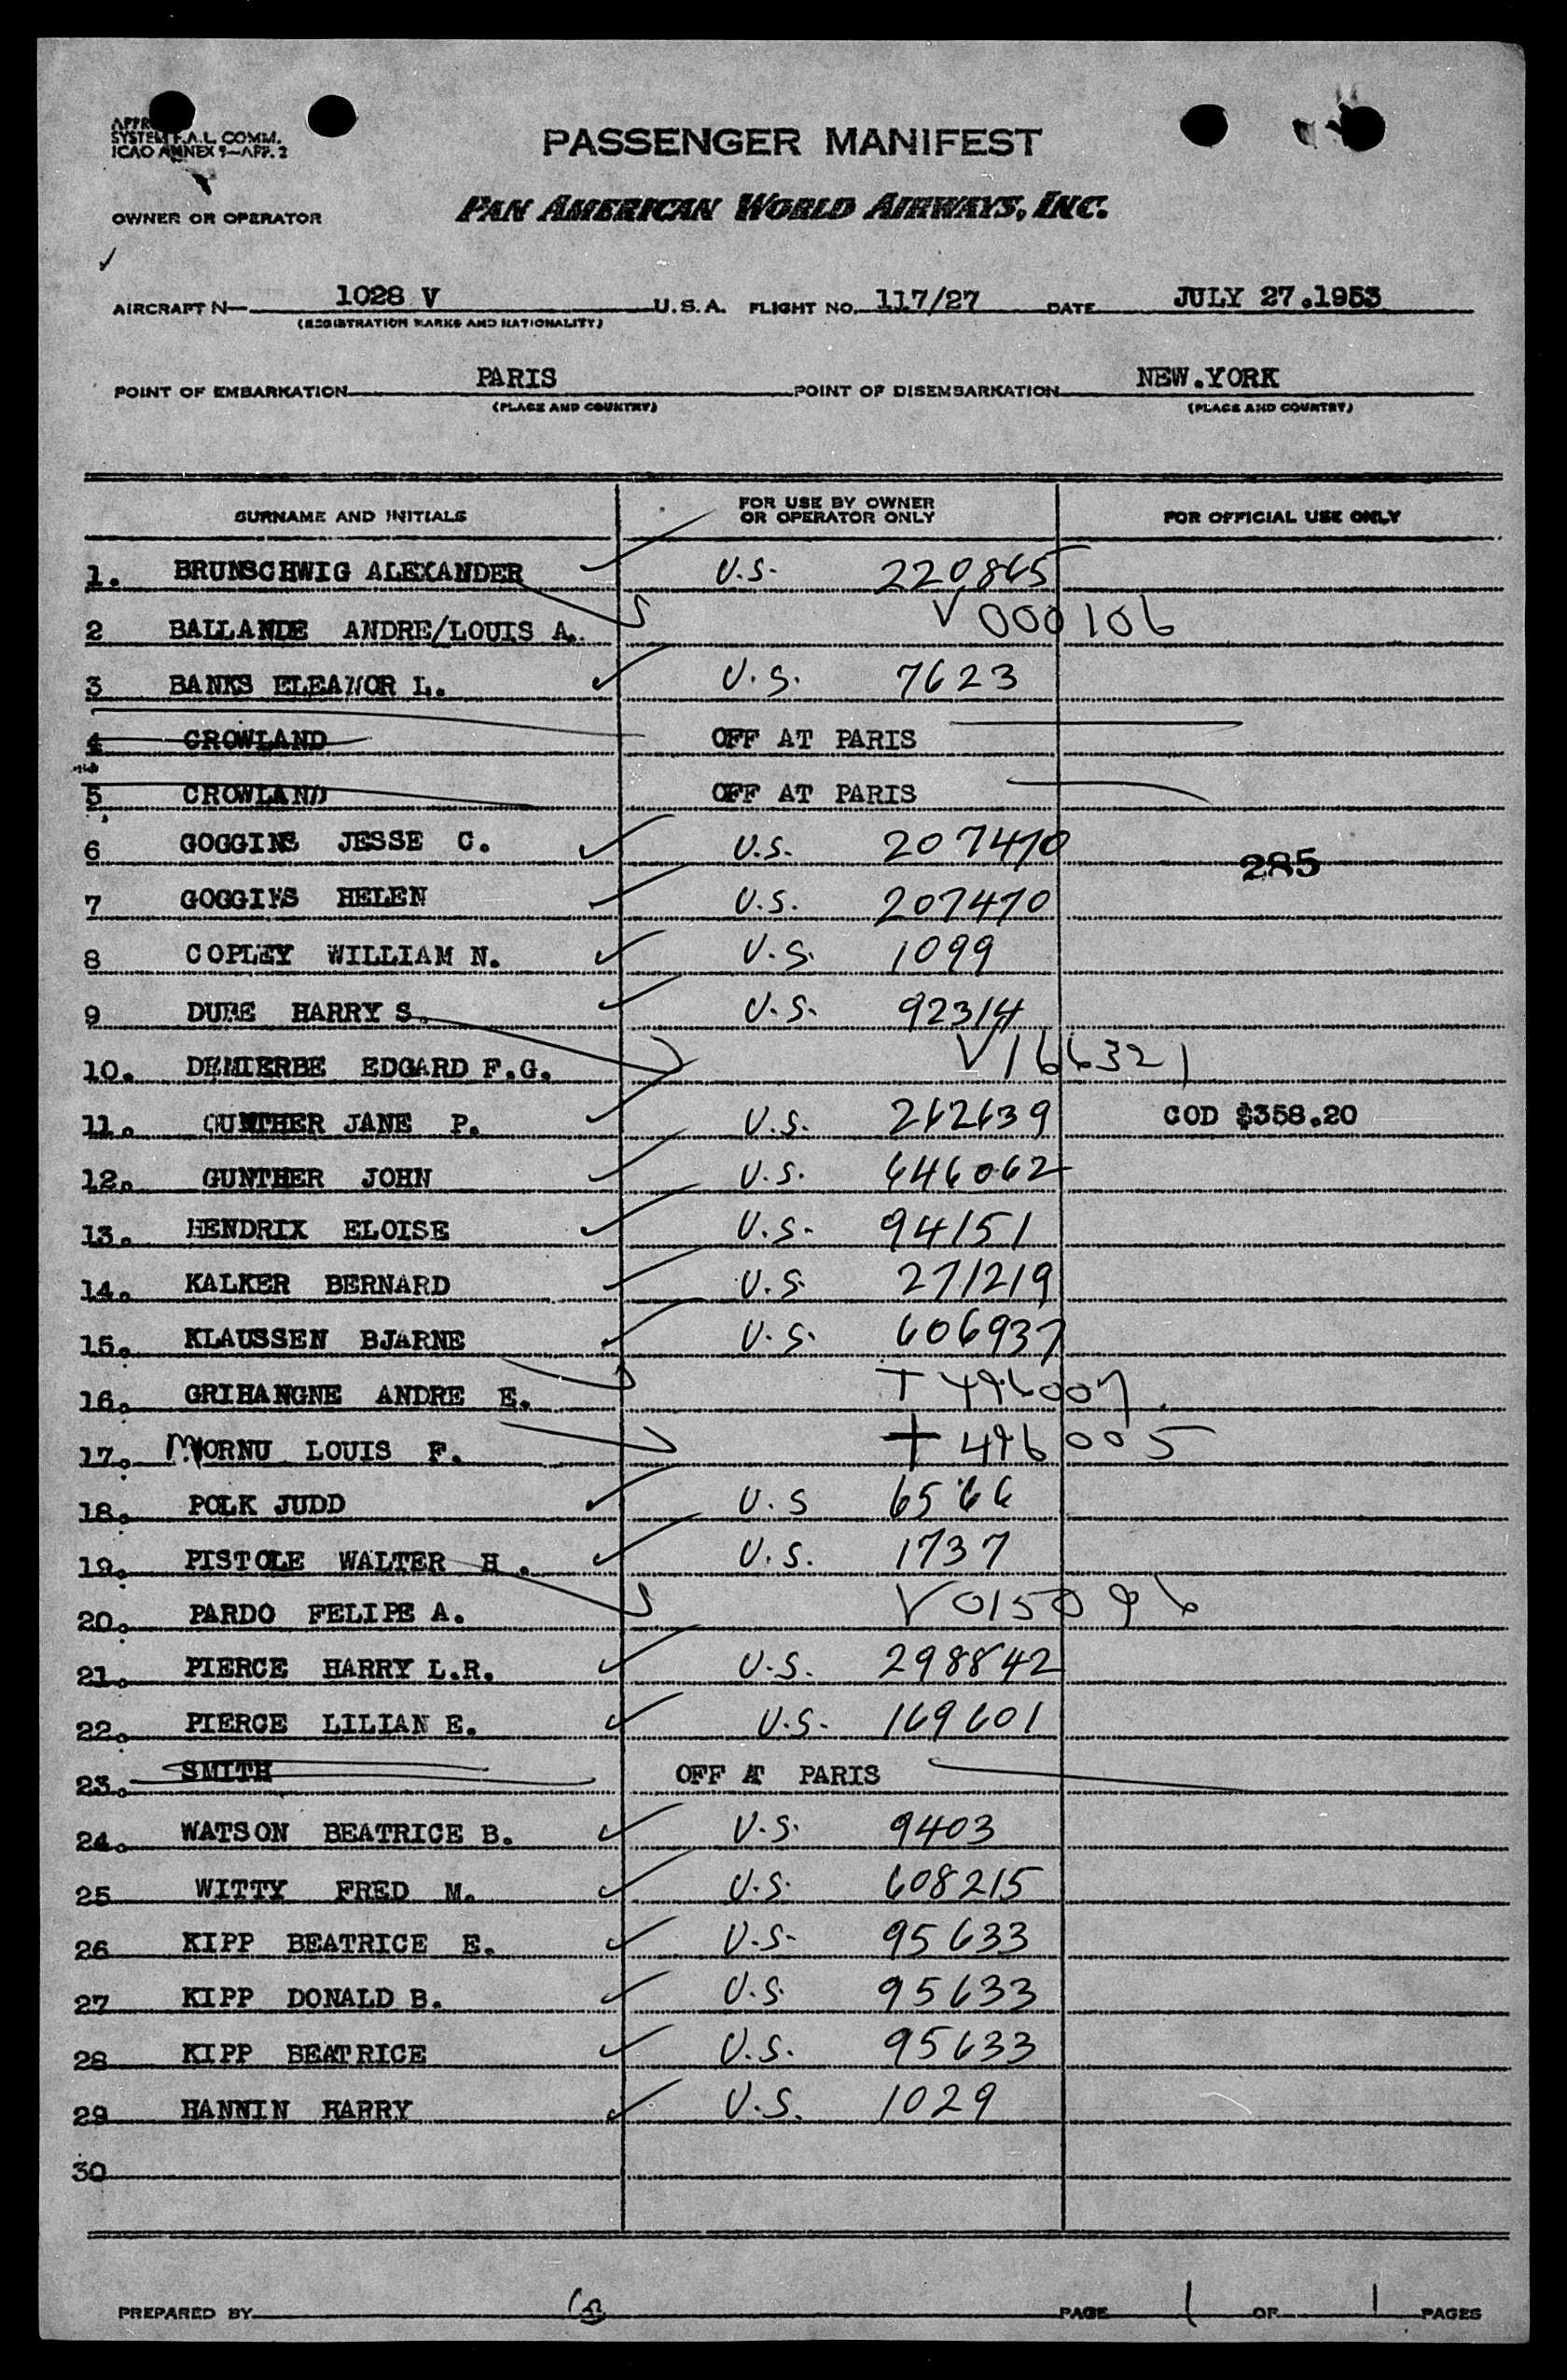 SYSTEM F.A.L. COMM.
ICAO ANNEX 9—APP. 2
PASSENGER MANIFEST
OWNER OR OPERATOR PAN AMERICAN WORLD AIRWAYS, INC.
AIRCRAFT N— 1028 V U.S.A. FLIGHT NO. 117/27 DATE JULY 27.1953
(REGISTRATION MARKS AND NATIONALITY)
POINT OF EMBARKATION PARIS POINT OF DISEMBARKATION NEW.YORK
(PLACE AND COUNTRY) (PLACE AND COUNTRY)
SURNAME AND INITIALS FOR USE BY OWNER OR OPERATOR ONLY FOR OFFICIAL USE ONLY
1. BRUNSCHWIG ALEXANDER U.S. 220865
2 BALLANDE ANDRE/LOUIS A. V 000106
3 BANKS ELEANOR L. U.S. 7623
4 CROWLAND OFF AT PARIS
5 CROWLAND OFF AT PARIS
6 GOGGINS JESSE C. U.S. 207470
285
7 GOGGINS HELEN U.S. 207470
8 COPLEY WILLIAM N. U.S. 1099
9 DUBE HARRY S. U.S. 92314
10. DEMIERBE EDGARD F.G. V 166321
11. GUNTHER JANE P. U.S. 262639 COD $358.20
12. GUNTHER JOHN U.S. 646062
13. HENDRIX ELOISE U.S. 94151
14. KALKER BERNARD U.S. 271219
15. KLAUSSEN BJARNE U.S. 606937
16. GRIHANGNE ANDRE E. T 496007
17. MORNU LOUIS F. T 496005
18. POLK JUDD U.S 6566
19. PISTOLE WALTER H. U.S. 1737
20. PARDO FELIPE A. V 015096
21. PIERCE HARRY L.R. U.S. 298842
22. PIERCE LILIAN E. U.S. 169601
23. SMITH OFF AT PARIS
24. WATSON BEATRICE B. U.S. 9403
25 WITTY FRED M. U.S. 608215
26 KIPP BEATRICE E. U.S. 95633
27 KIPP DONALD B. U.S. 95633
28 KIPP BEATRICE U.S. 95633
29 HANNIN HARRY U.S. 1029
30
PREPARED BY PAGE 1 OF 1 PAGES